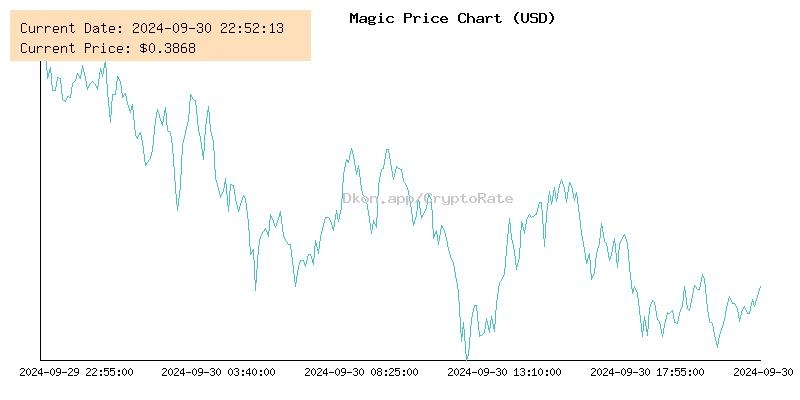 Magic Price Chart (USD)
Current Date: 2024-09-30 22:52:13
Current Price: $0.3868
Dkon.app/CryptoRate
2024-09-29 22:55:00 2024-09-30 03:40:00 2024-09-30 08:25:00 2024-09-30 13:10:00 2024-09-30 17:55:00 2024-09-30